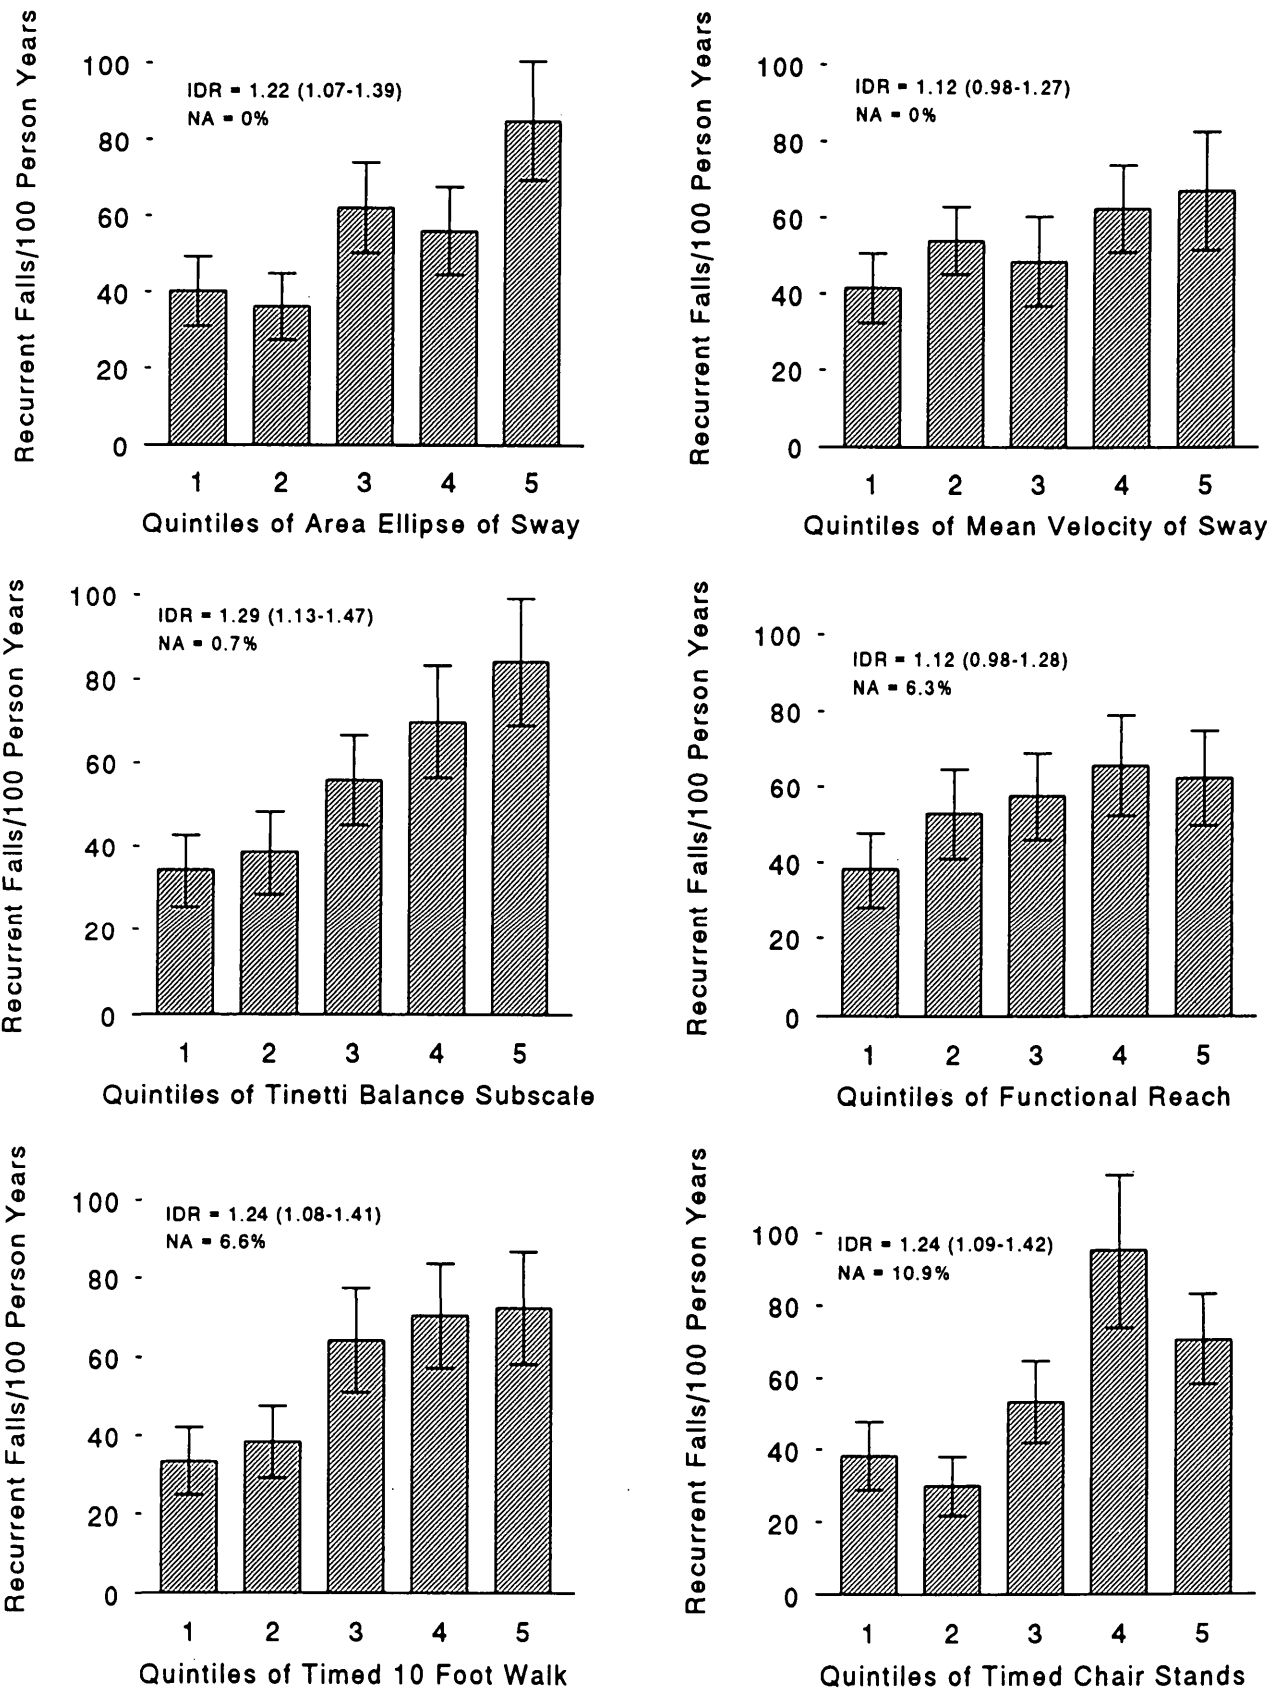 Recurrent Falls/100 Person Years
100
80
60
40
20
0
IDR = 1.22 (1.07-1.39)
NA = 0%
1 2 3 4 5
Quintiles of Area Ellipse of Sway
Recurrent Falls/100 Person Years
100
80
60
40
20
0
IDR = 1.12 (0.98-1.27)
NA = 0%
1 2 3 4 5
Quintiles of Mean Velocity of Sway
Recurrent Falls/100 Person Years
100
80
60
40
20
0
IDR = 1.29 (1.13-1.47)
NA = 0.7%
1 2 3 4 5
Quintiles of Tinetti Balance Subscale
Recurrent Falls/100 Person Years
100
80
60
40
20
0
IDR = 1.12 (0.98-1.28)
NA = 6.3%
1 2 3 4 5
Quintiles of Functional Reach
Recurrent Falls/100 Person Years
100
80
60
40
20
0
IDR = 1.24 (1.08-1.41)
NA = 6.6%
1 2 3 4 5
Quintiles of Timed 10 Foot Walk
Recurrent Falls/100 Person Years
100
80
60
40
20
0
IDR = 1.24 (1.09-1.42)
NA = 10.9%
1 2 3 4 5
Quintiles of Timed Chair Stands